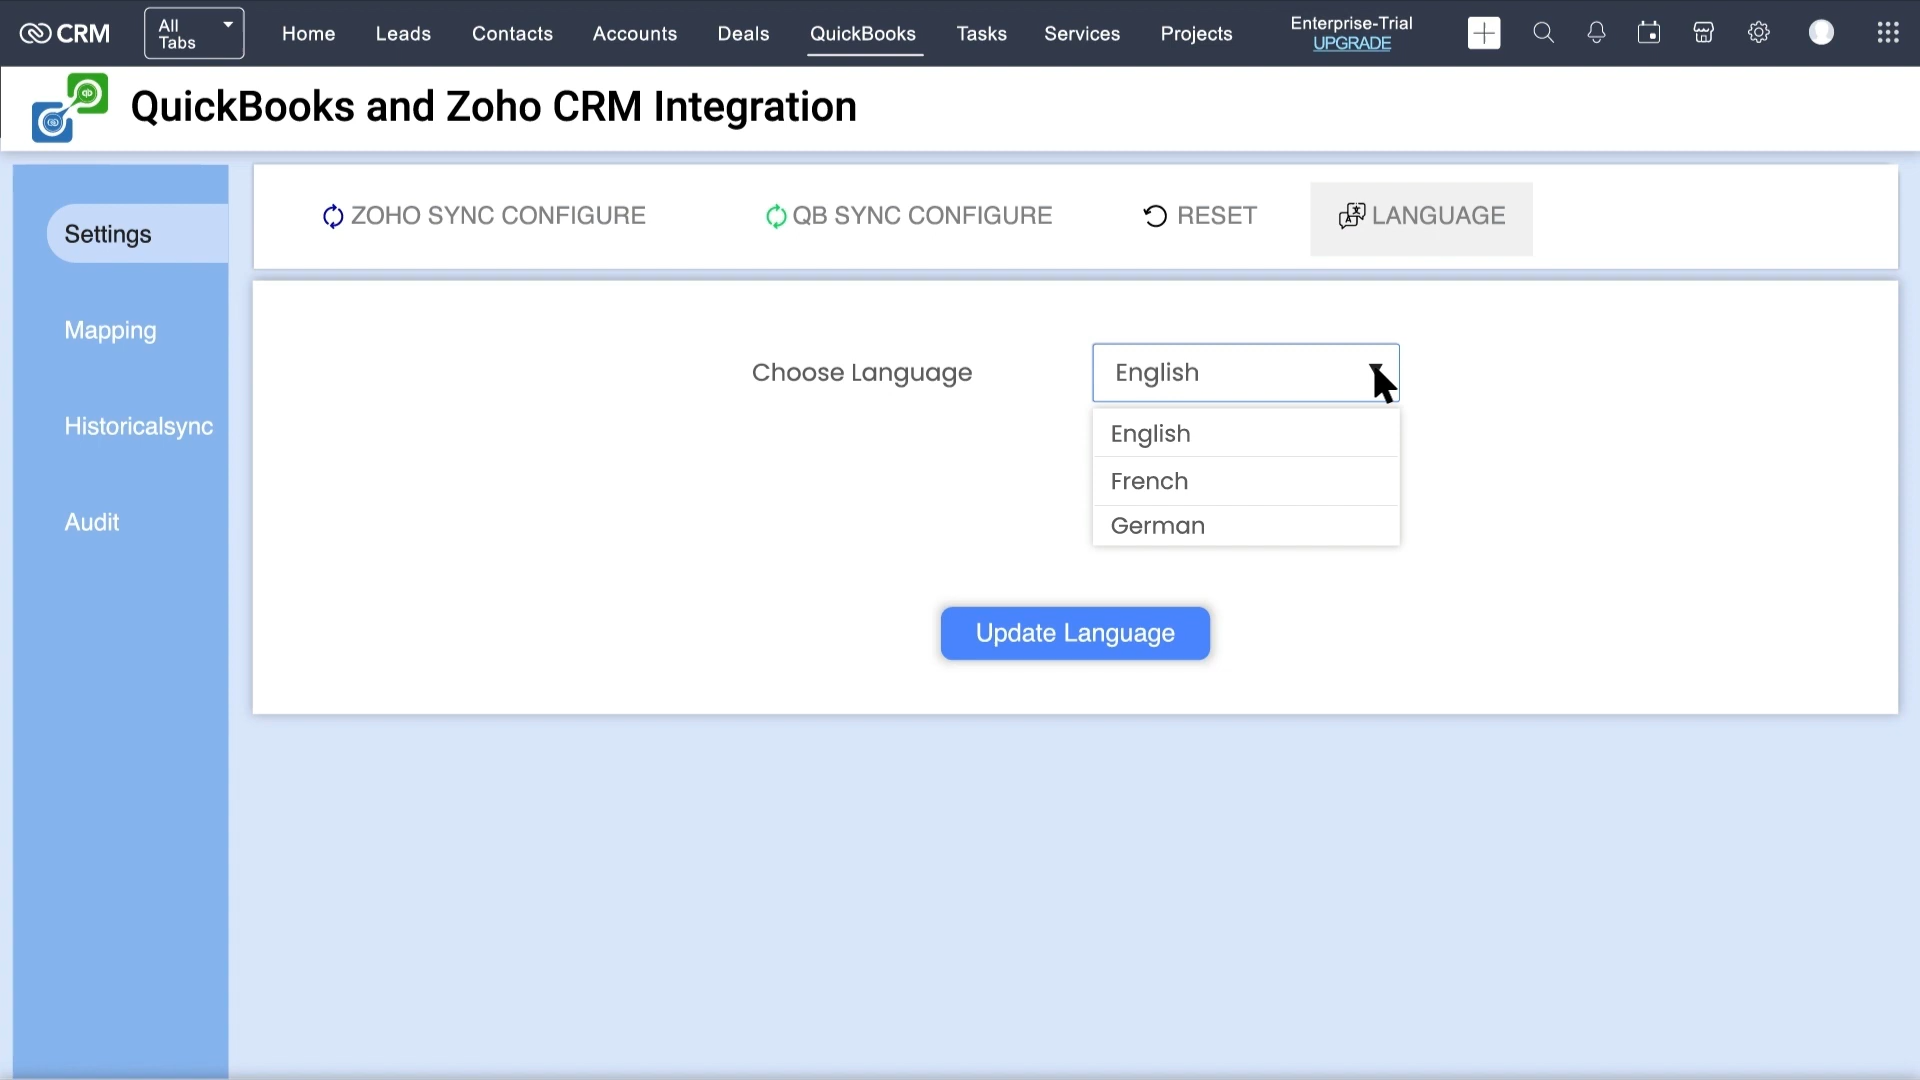 CRM
All
Tabs
Home
Leads
Contacts
Accounts
Deals
QuickBooks
Tasks
Services
Projects
Enterprise-Trial
UPGRADE
QuickBooks and Zoho CRM Integration
Settings
Mapping
Historicalsync
Audit
ZOHO SYNC CONFIGURE
QB SYNC CONFIGURE
RESET
LANGUAGE
Choose Language
English
English
French
German
Update Language